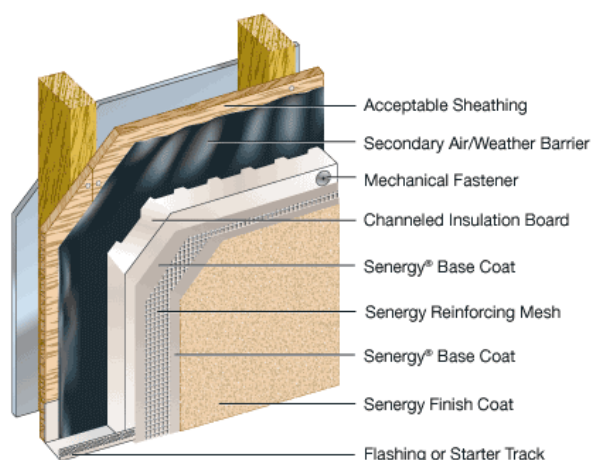 Acceptable Sheathing
Secondary Air/Weather Barrier
Mechanical Fastener
Channeled Insulation Board
Senergy® Base Coat
Senergy Reinforcing Mesh
Senergy® Base Coat
Senergy Finish Coat
Flashing or Starter Track